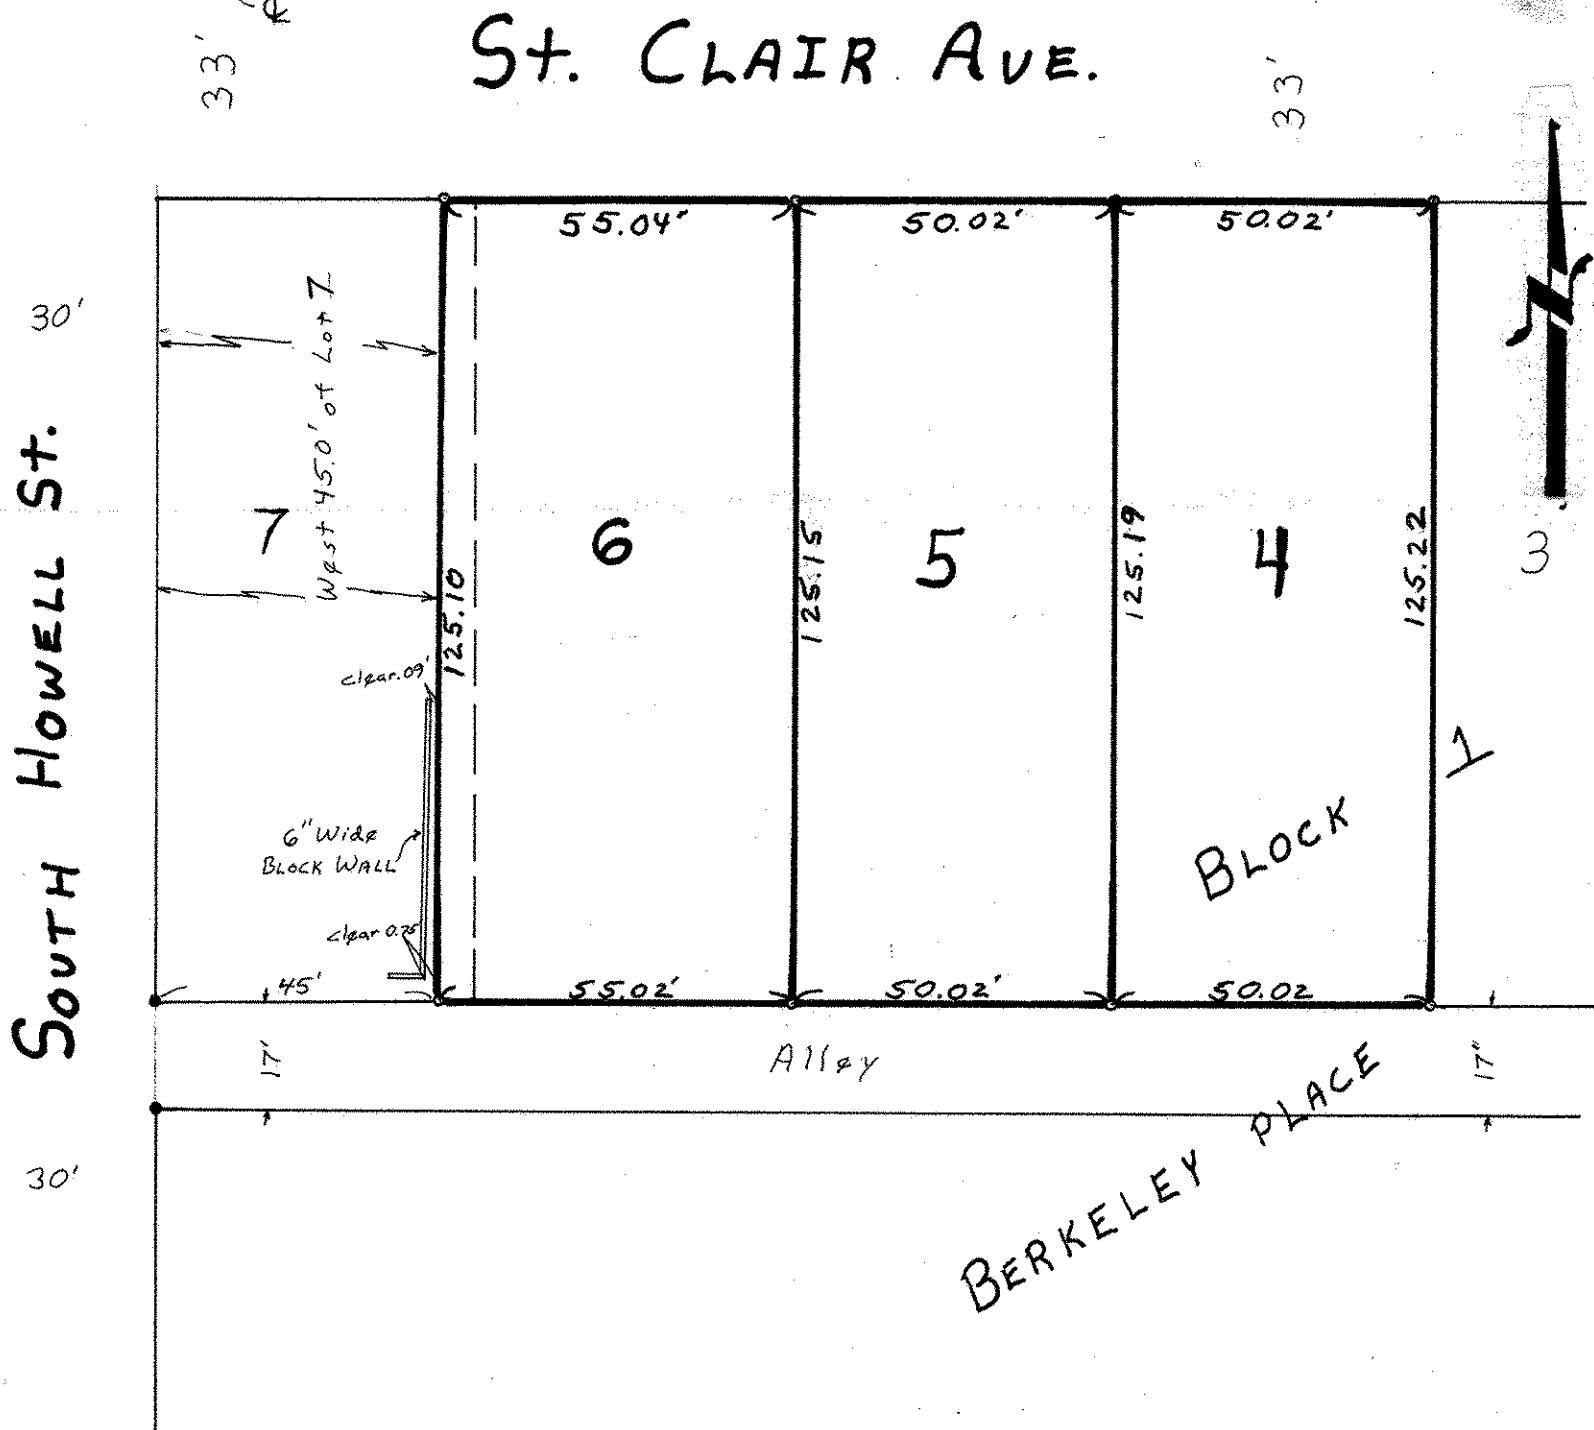 St. CLAIR AVE.
33'
33'
55.04'
50.02'
50.02'
30'
West 45.0' of Lot 7
SOUTH HOWELL St.
7
6
5
4
3
125.10
125.15
125.19
125.22
clear .09'
6" Wide
BLOCK WALL
clear 0.25'
BLOCK 1
45'
55.02'
50.02'
50.02
17'
Alley
17"
30'
BERKELEY PLACE